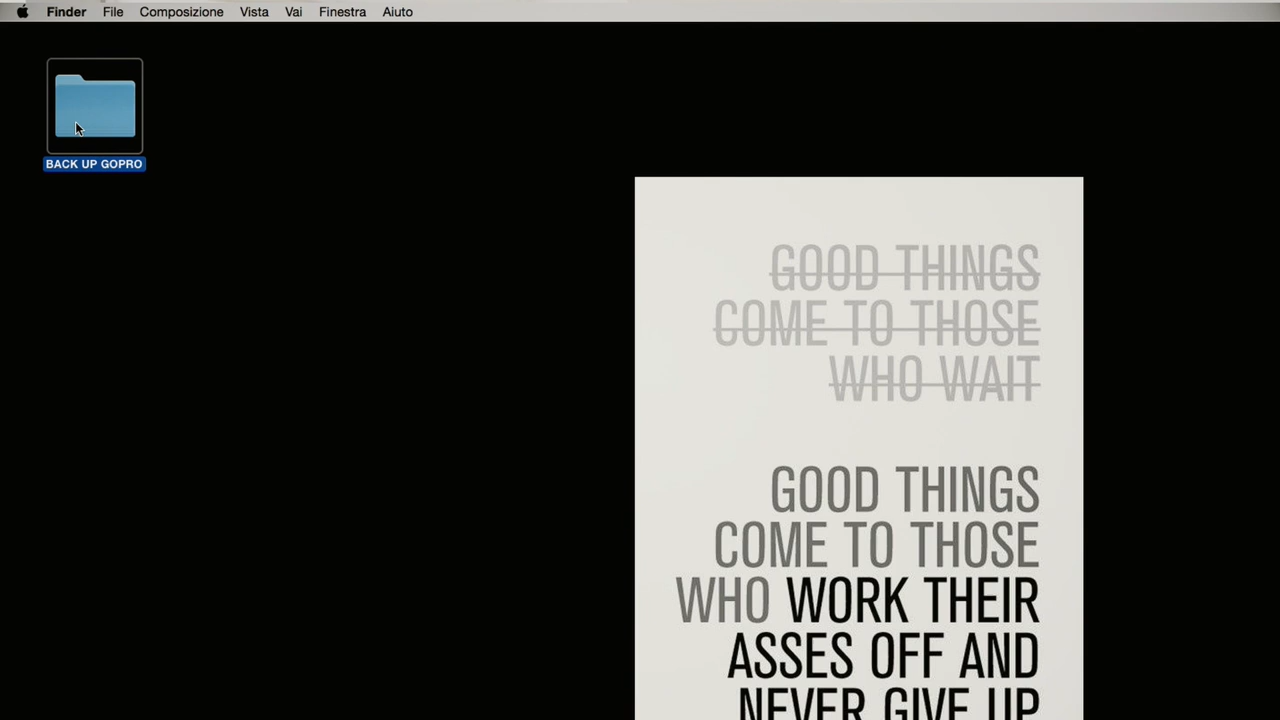 Finder File Composizione Vista Vai Finestra Aiuto
BACK UP GOPRO
GOOD THINGS
COME TO THOSE
WHO WAIT
GOOD THINGS
COME TO THOSE
WHO WORK THEIR
ASSES OFF AND
NEVER GIVE UP